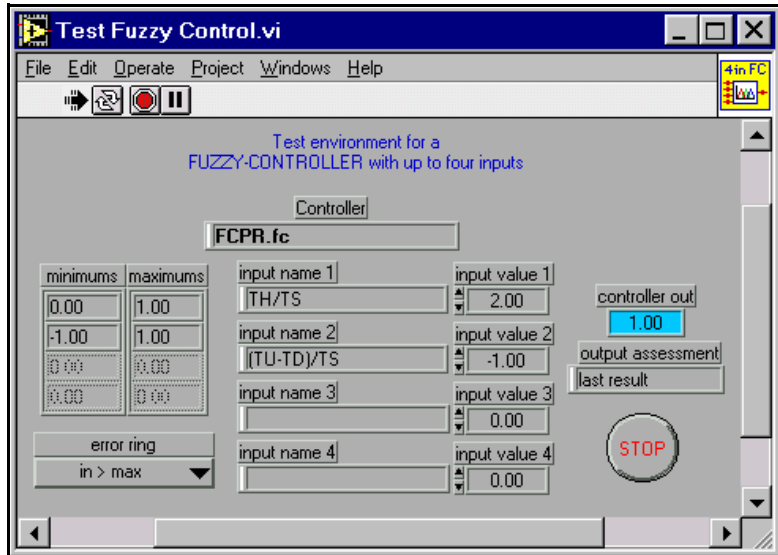 Test Fuzzy Control.vi
File Edit Operate Project Windows Help
4in FC
Test environment for a
FUZZY-CONTROLLER with up to four inputs
Controller
FCPR.fc
minimums maximums
0.00 1.00
-1.00 1.00
0.00 0.00
0.00 0.00
error ring
in > max
input name 1 input value 1
TH/TS 2.00
input name 2 input value 2
(TU-TD)/TS -1.00
input name 3 input value 3
0.00
input name 4 input value 4
0.00
controller out
1.00
output assessment
last result
STOP